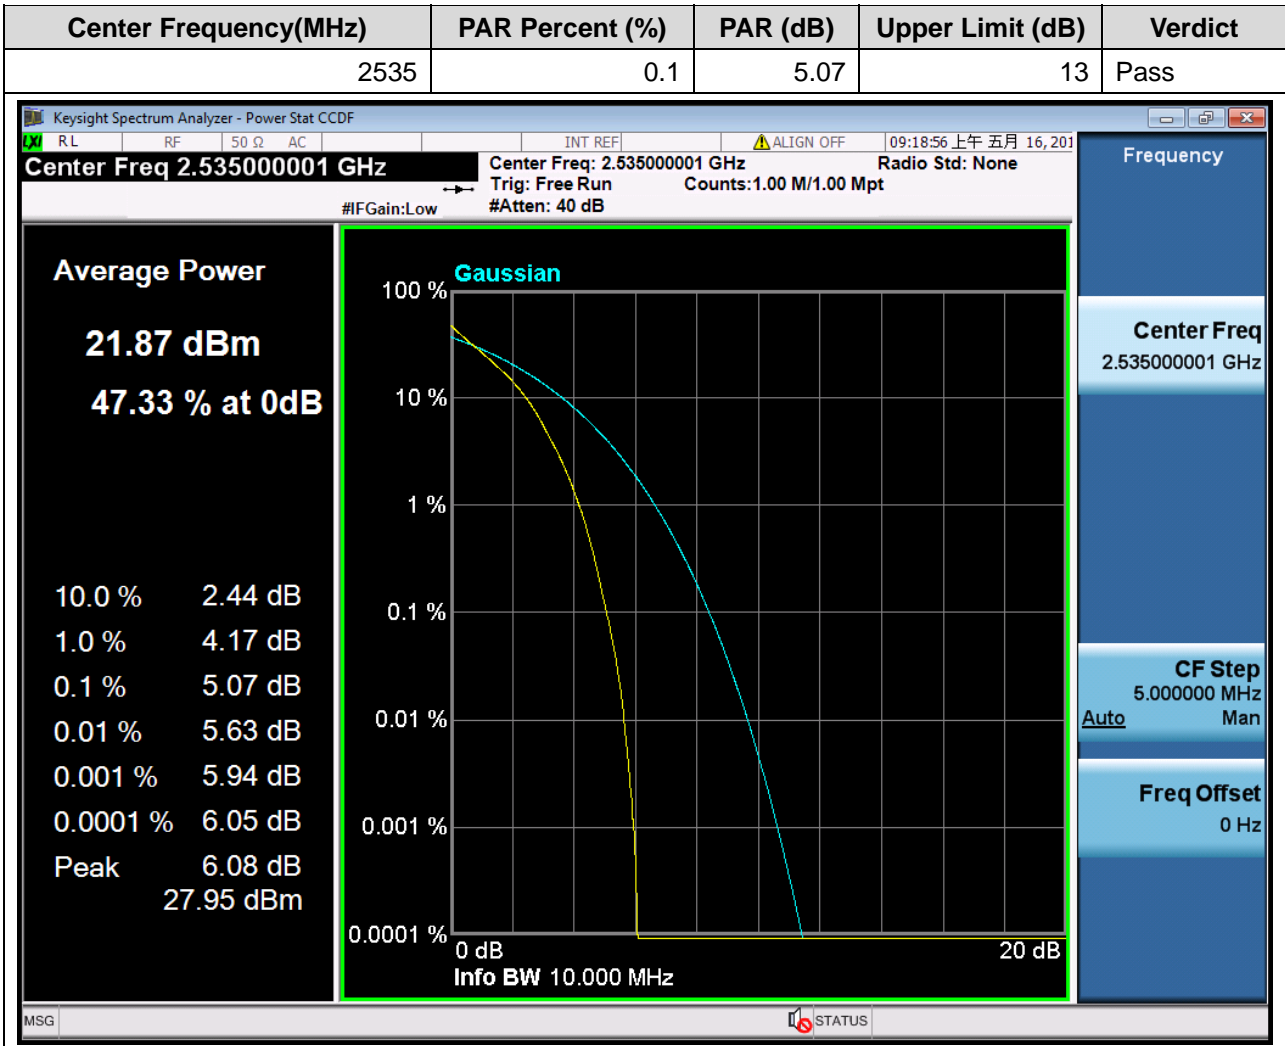 Center Frequency(MHz) PAR Percent (%) PAR (dB) Upper Limit (dB) Verdict
2535 0.1 5.07 13 Pass
Keysight Spectrum Analyzer - Power Stat CCDF
LXI RL RF 50 Ω AC INT REF ALIGN OFF 09:18:56 上午 五月 16, 201
Center Freq 2.535000001 GHz
Center Freq: 2.535000001 GHz Radio Std: None
Trig: Free Run Counts:1.00 M/1.00 Mpt
#IFGain:Low #Atten: 40 dB
Average Power
21.87 dBm
47.33 % at 0dB
10.0 % 2.44 dB
1.0 % 4.17 dB
0.1 % 5.07 dB
0.01 % 5.63 dB
0.001 % 5.94 dB
0.0001 % 6.05 dB
Peak 6.08 dB
27.95 dBm
Gaussian
100 %
10 %
1 %
0.1 %
0.01 %
0.001 %
0.0001 %
0 dB 20 dB
Info BW 10.000 MHz
Frequency
Center Freq
2.535000001 GHz
CF Step
5.000000 MHz
Auto Man
Freq Offset
0 Hz
MSG STATUS